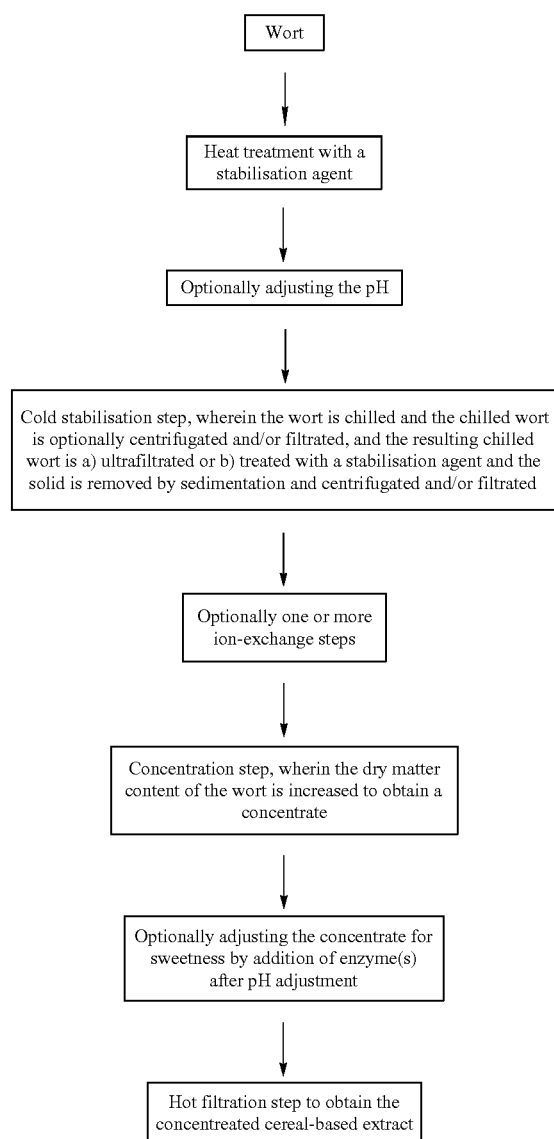 Wort
Heat treatment with a
stabilisation agent
Optionally adjusting the pH
Cold stabilisation step, wherein the wort is chilled and the chilled wort
is optionally centrifugated and/or filtrated, and the resulting chilled
wort is a) ultrafiltrated or b) treated with a stabilisation agent and the
solid is removed by sedimentation and centrifugated and/or filtrated
Optionally one or more
ion-exchange steps
Concentration step, wherin the dry matter
content of the wort is increased to obtain a
concentrate
Optionally adjusting the concentrate for
sweetness by addition of enzyme(s)
after pH adjustment
Hot filtration step to obtain the
concentreated cereal-based extract